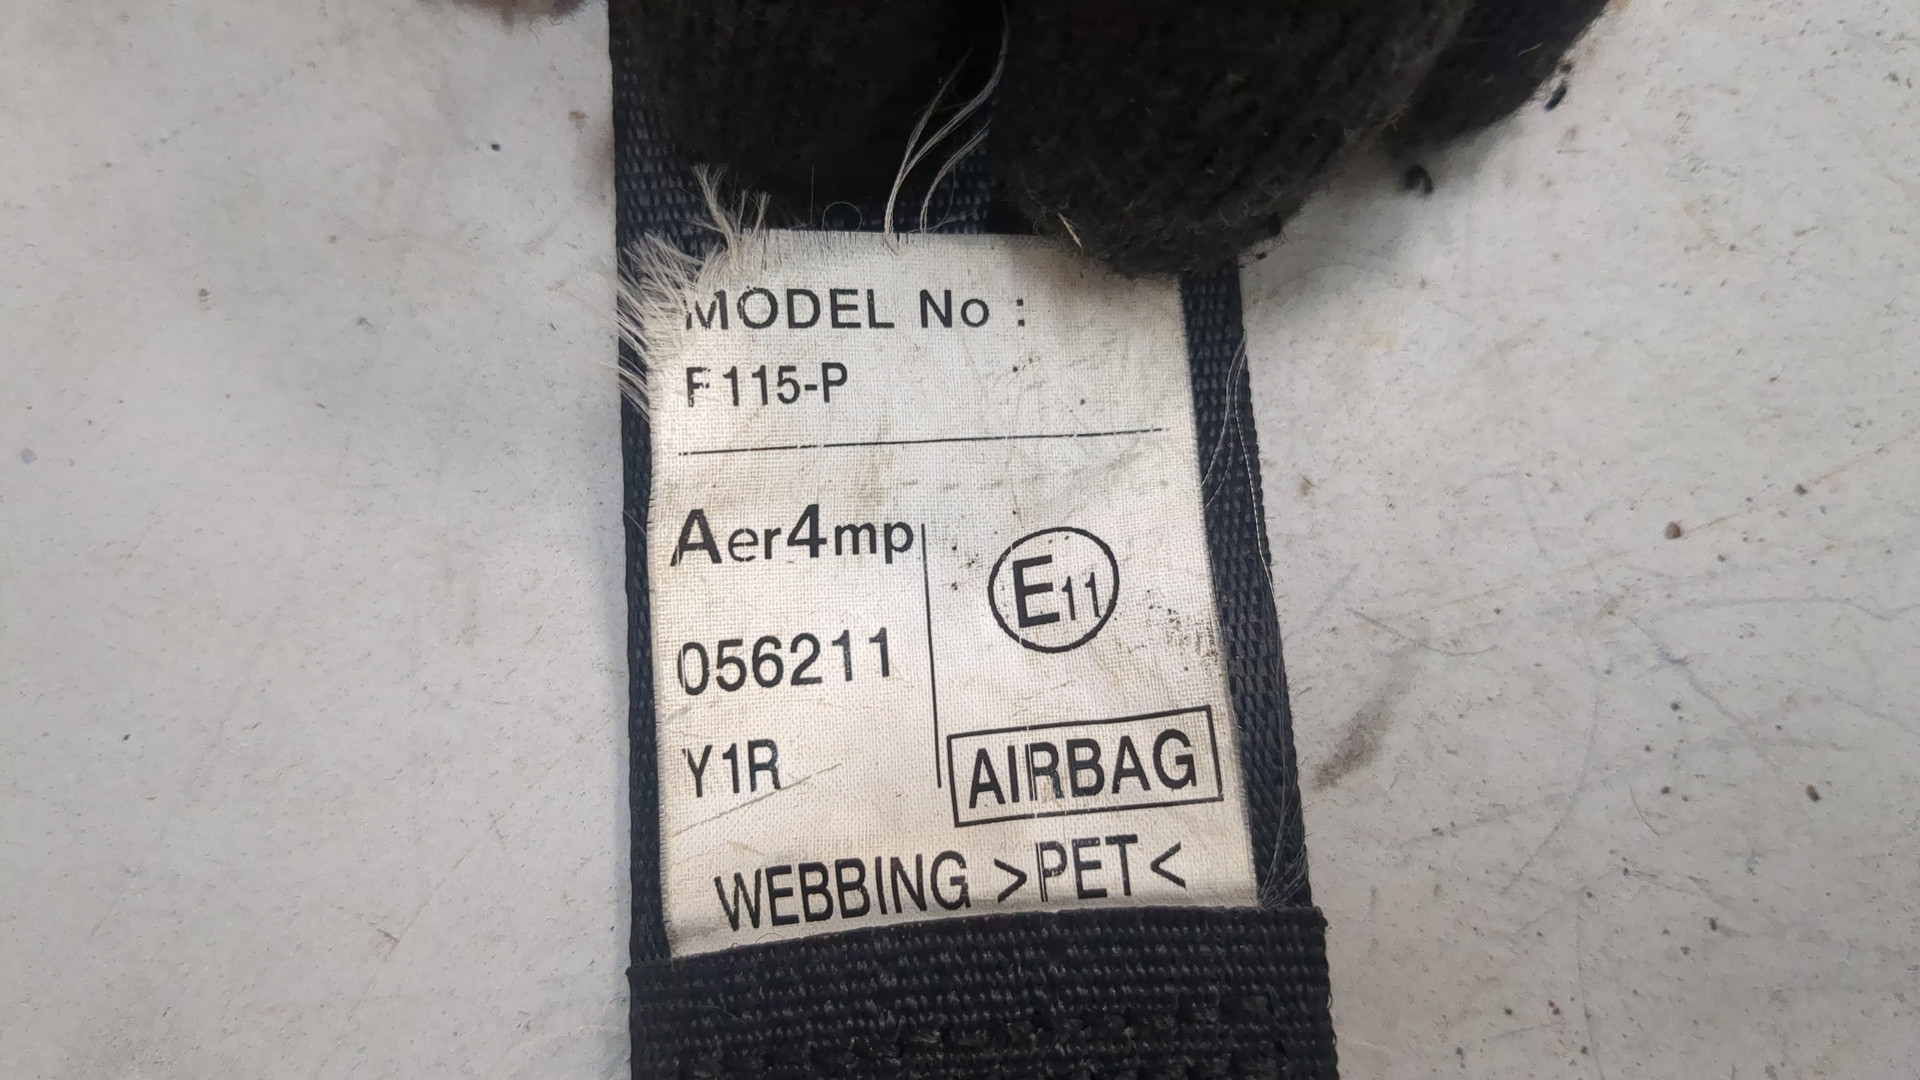 MODEL No :
F115-P
Aer4mp
E11
056211
Y1R
AIRBAG
WEBBING >PET<